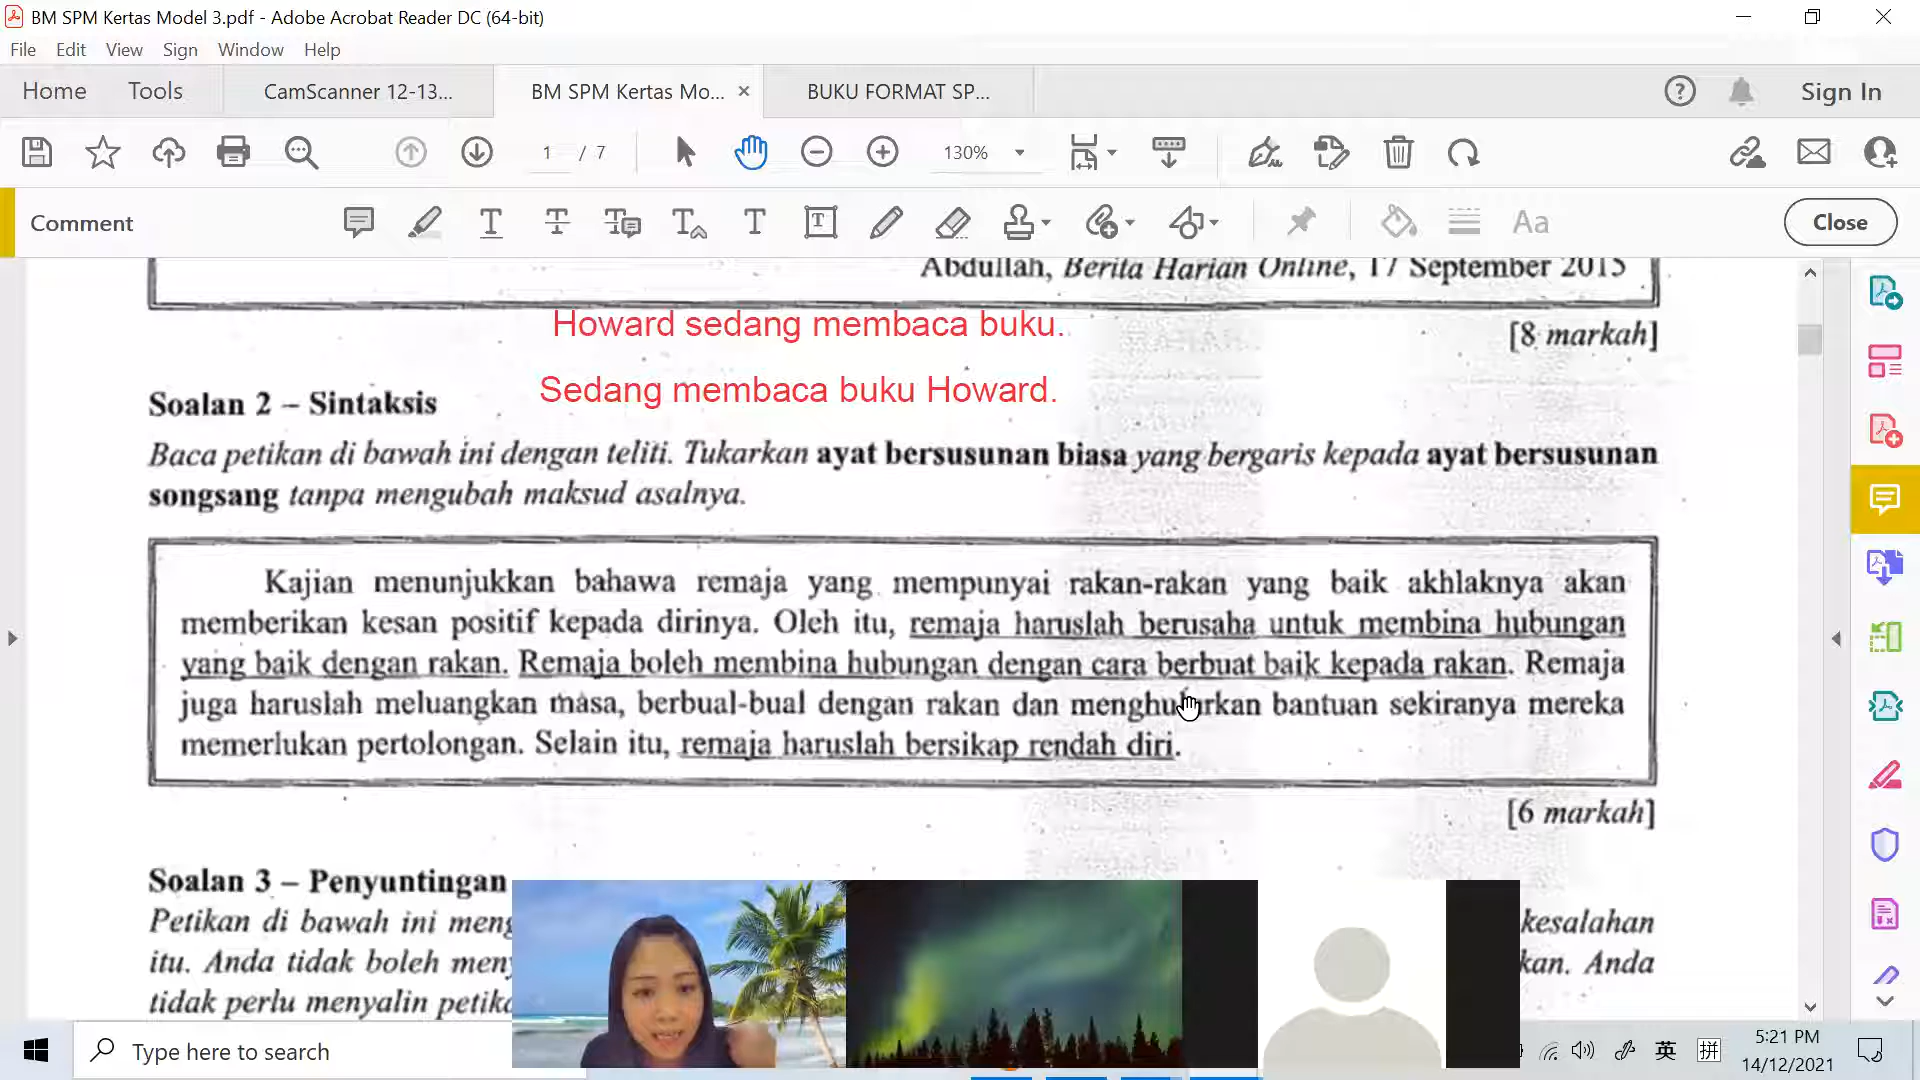 BM SPM Kertas Model 3.pdf - Adobe Acrobat Reader DC (64-bit)
File Edit View Sign Window Help
Home Tools CamScanner 12-13... BM SPM Kertas Mo... BUKU FORMAT SP... Sign In
1 / 7 130%
Comment Close
Abdullah, Berita Harian Online, 17 September 2015
Howard sedang membaca buku.
[8 markah]
Sedang membaca buku Howard.
Soalan 2 – Sintaksis
Baca petikan di bawah ini dengan teliti. Tukarkan ayat bersusunan biasa yang bergaris kepada ayat bersusunan
songsang tanpa mengubah maksud asalnya.
Kajian menunjukkan bahawa remaja yang mempunyai rakan-rakan yang baik akhlaknya akan
memberikan kesan positif kepada dirinya. Oleh itu, remaja haruslah berusaha untuk membina hubungan
yang baik dengan rakan. Remaja boleh membina hubungan dengan cara berbuat baik kepada rakan. Remaja
juga haruslah meluangkan masa, berbual-bual dengan rakan dan menghulurkan bantuan sekiranya mereka
memerlukan pertolongan. Selain itu, remaja haruslah bersikap rendah diri.
[6 markah]
Soalan 3 – Penyuntingan
Petikan di bawah ini kesalahan
itu. Anda tidak boleh kan. Anda
tidak perlu menyalin
Type here to search
英 拼 5:21 PM
14/12/2021